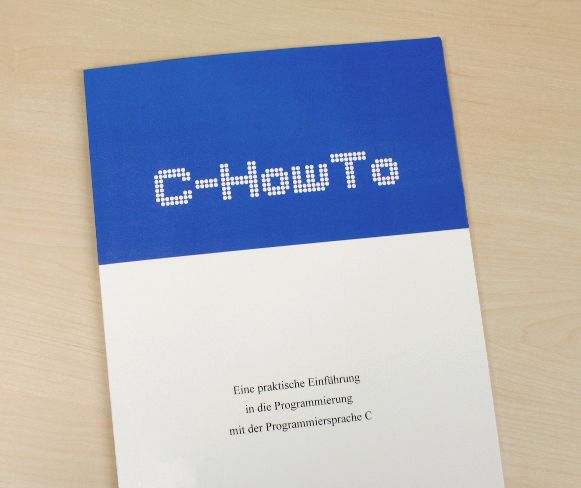 C-HowTo
Eine praktische Einführung
in die Programmierung
mit der Programmiersprache C